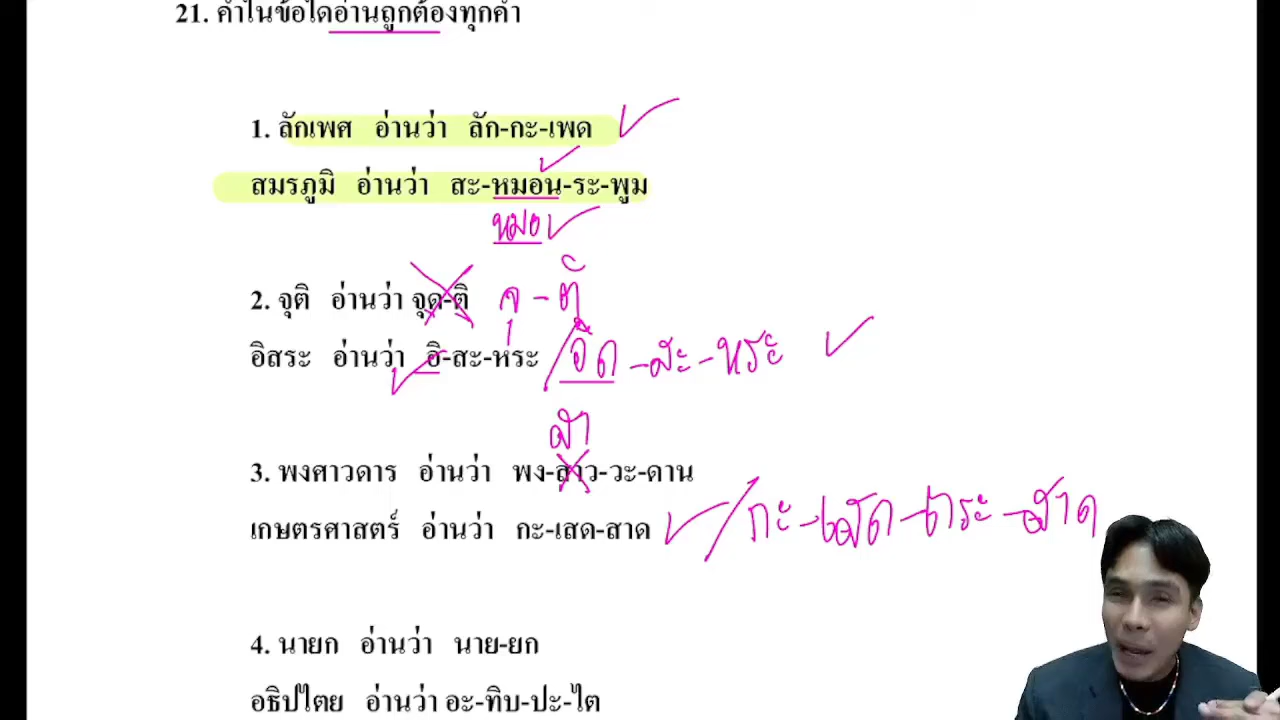 21. คำในข้อใดอ่านถูกต้องทุกคำ
1. ลักเพศ อ่านว่า ลัก-กะ-เพด
สมรภูมิ อ่านว่า สะ-หมอน-ระ-พูม
หมอ
2. จุติ อ่านว่า จุด-ติ จุ - ติ
อิสระ อ่านว่า อิ-สะ-หระ / อิด - สะ - หระ
สา
3. พงศาวดาร อ่านว่า พง-สาว-วะ-ดาน
เกษตรศาสตร์ อ่านว่า กะ-เสด-สาด / กะ - เสด - ตระ - สาด
4. นายก อ่านว่า นาย-ยก
อธิปไตย อ่านว่า อะ-ทิบ-ปะ-ไต